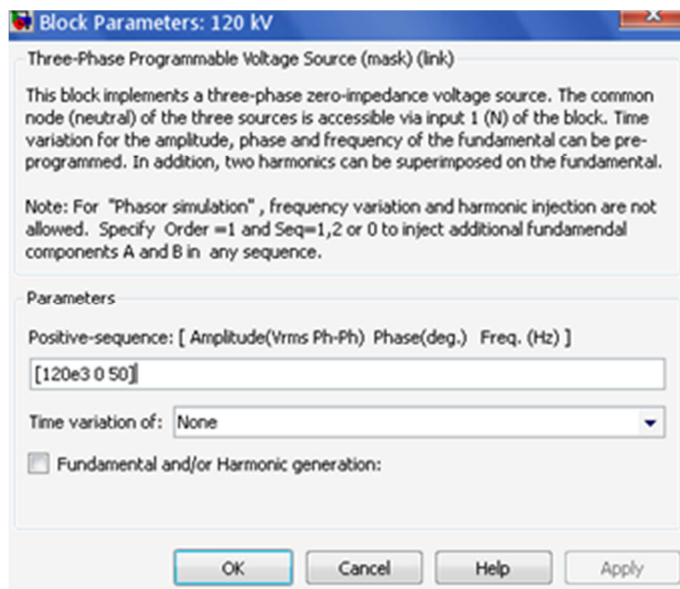 Block Parameters: 120 kV
Three-Phase Programmable Voltage Source (mask) (link)
This block implements a three-phase zero-impedance voltage source. The common
node (neutral) of the three sources is accessible via input 1 (N) of the block. Time
variation for the amplitude, phase and frequency of the fundamental can be pre-
programmed. In addition, two harmonics can be superimposed on the fundamental.
Note: For "Phasor simulation" , frequency variation and harmonic injection are not
allowed. Specify Order =1 and Seq=1,2 or 0 to inject additional fundamendal
components A and B in any sequence.
Parameters
Positive-sequence: [ Amplitude(Vrms Ph-Ph) Phase(deg.) Freq. (Hz) ]
[120e3 0 50]
Time variation of: None
Fundamental and/or Harmonic generation:
OK Cancel Help Apply